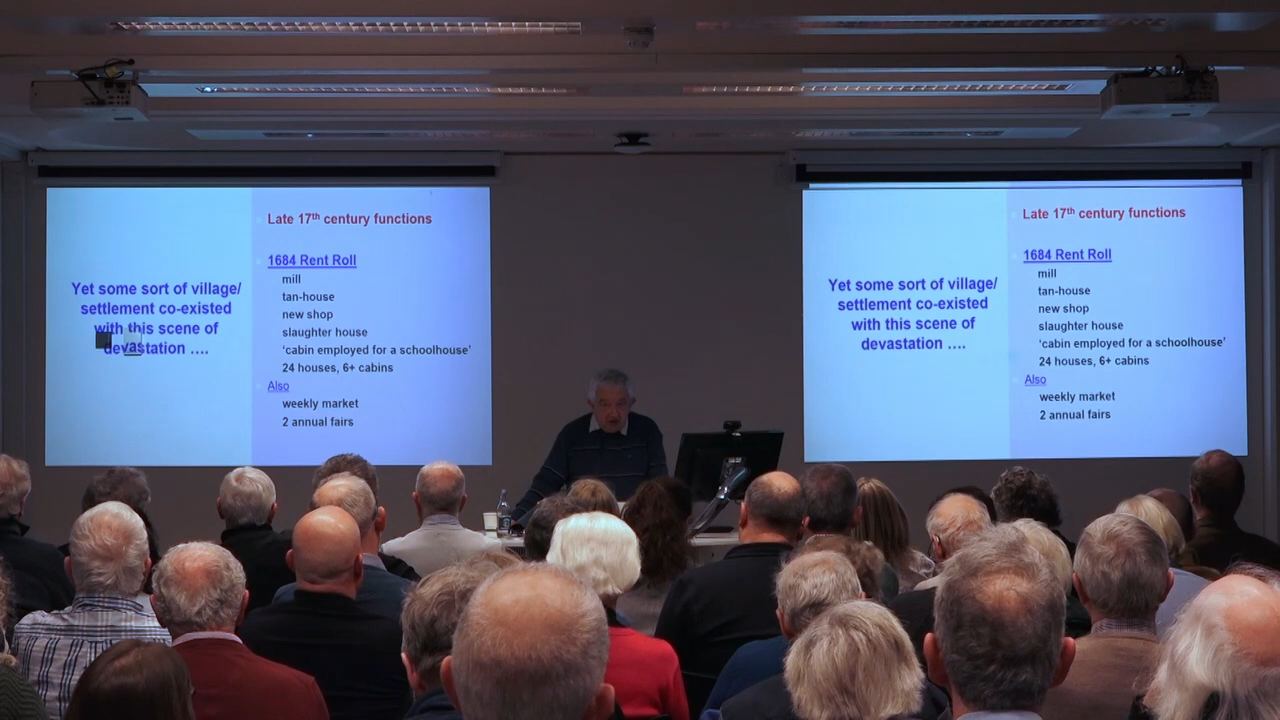 Yet some sort of village/
settlement co-existed
with this scene of
devastation ….
Late 17th century functions
1684 Rent Roll
mill
tan-house
new shop
slaughter house
‘cabin employed for a schoolhouse’
24 houses, 6+ cabins
Also
weekly market
2 annual fairs
Yet some sort of village/
settlement co-existed
with this scene of
devastation ….
Late 17th century functions
1684 Rent Roll
mill
tan-house
new shop
slaughter house
‘cabin employed for a schoolhouse’
24 houses, 6+ cabins
Also
weekly market
2 annual fairs